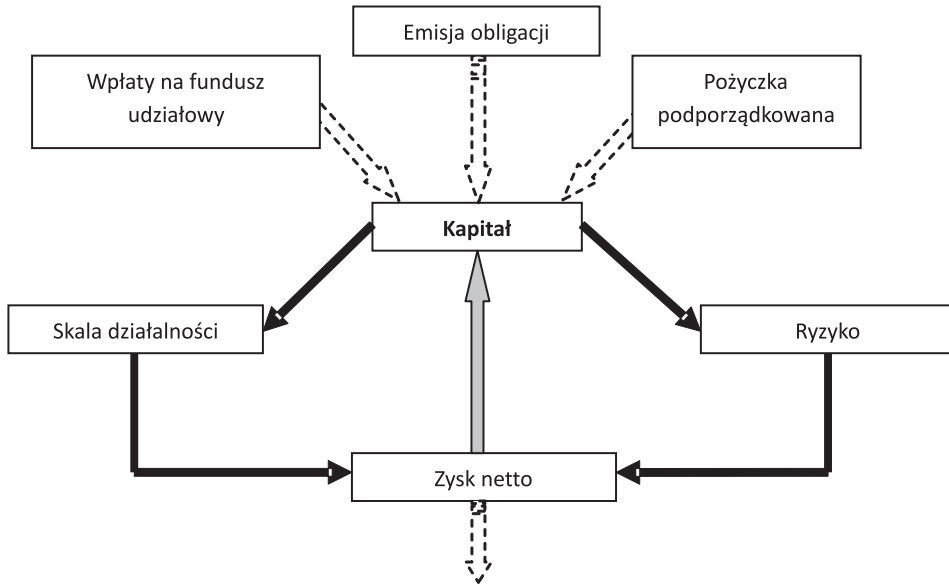 Emisja obligacji
Wpłaty na fundusz
udziałowy
Pożyczka
podporządkowana
Kapitał
Skala działalności
Ryzyko
Zysk netto